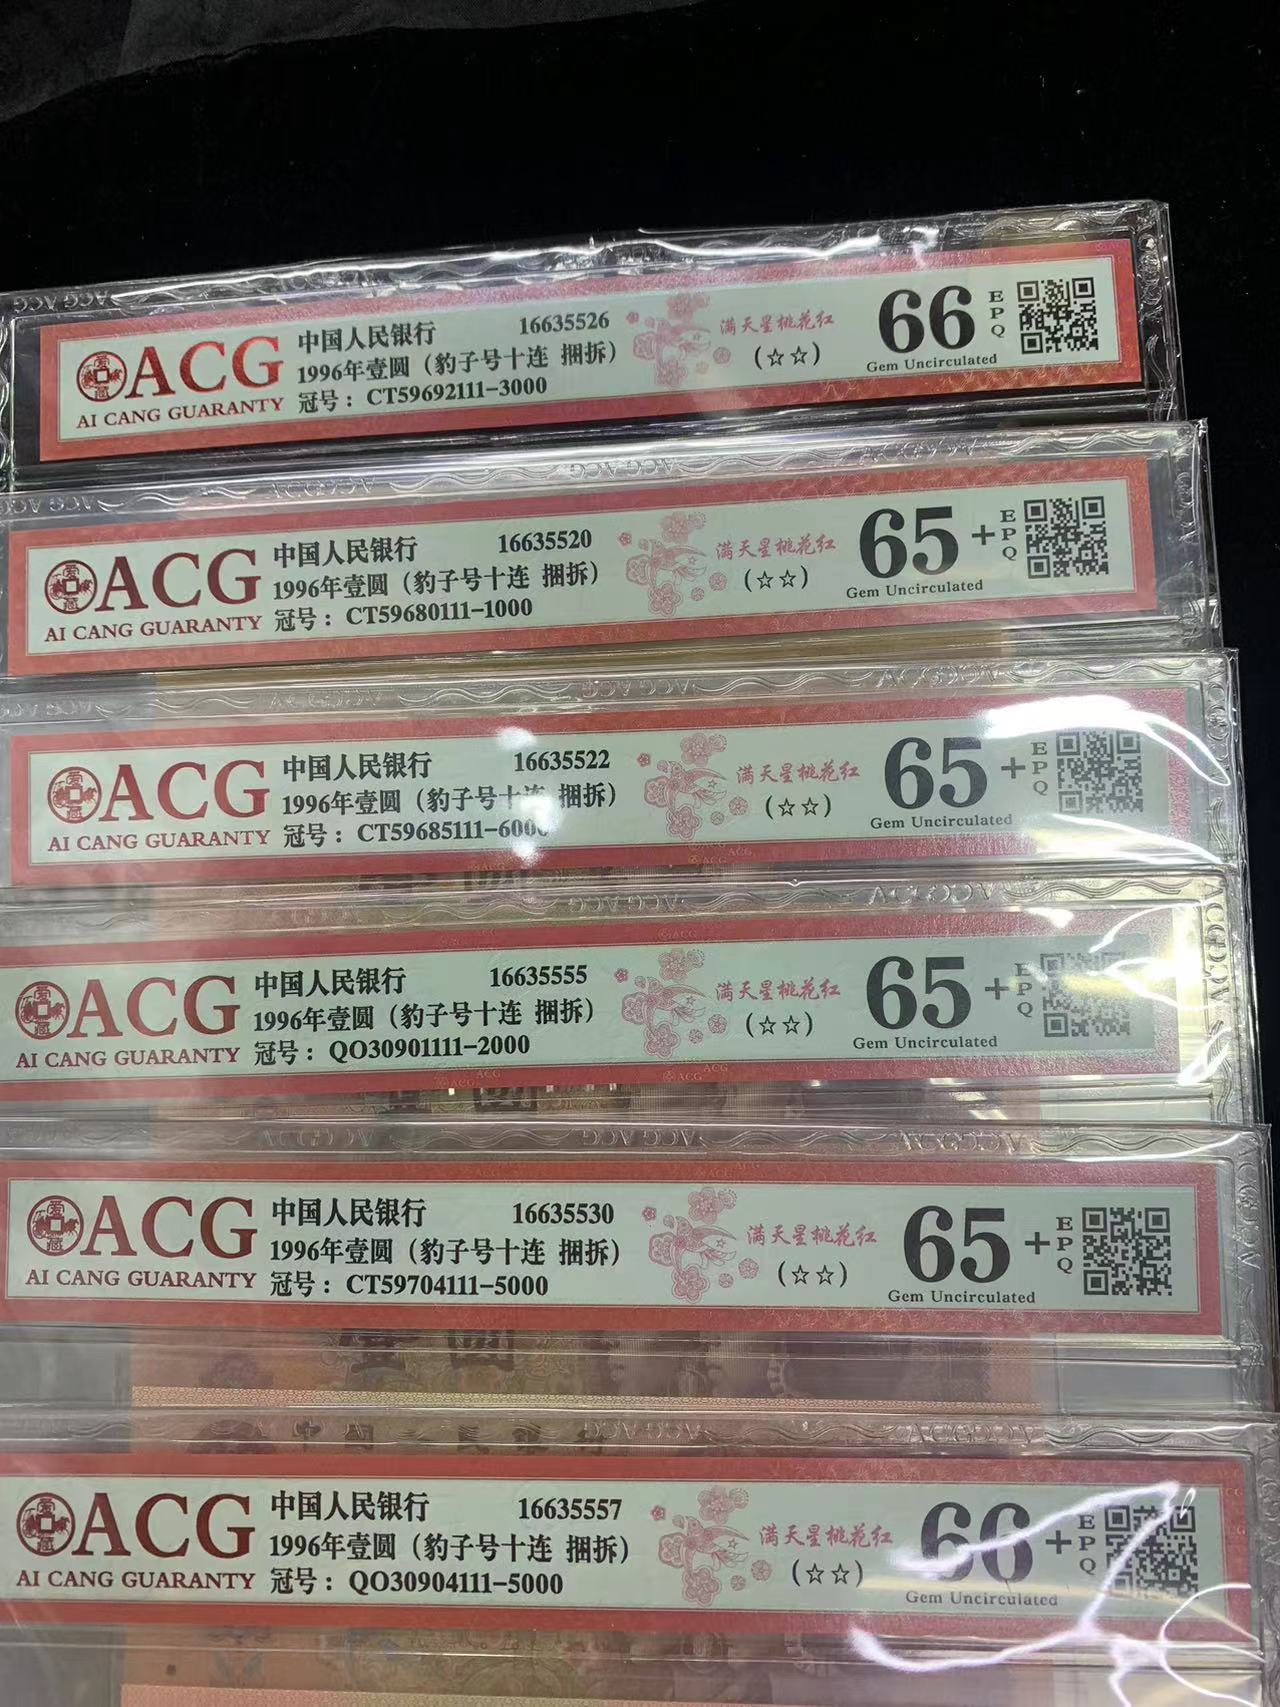 ACG
AI CANG GUARANTY
中国人民银行 16635526
1996年壹圆（豹子号十连 捆拆）
冠号：CT59692111-3000
满天星桃花红
(☆☆)
66 EPQ
Gem Uncirculated
ACG
AI CANG GUARANTY
中国人民银行 16635520
1996年壹圆（豹子号十连 捆拆）
冠号：CT59680111-1000
满天星桃花红
(☆☆)
65+ EPQ
Gem Uncirculated
ACG
AI CANG GUARANTY
中国人民银行 16635522
1996年壹圆（豹子号十连 捆拆）
冠号：CT59685111-6000
满天星桃花红
(☆☆)
65+ EPQ
Gem Uncirculated
ACG
AI CANG GUARANTY
中国人民银行 16635555
1996年壹圆（豹子号十连 捆拆）
冠号：QO30901111-2000
满天星桃花红
(☆☆)
65+ EPQ
Gem Uncirculated
ACG
AI CANG GUARANTY
中国人民银行 16635530
1996年壹圆（豹子号十连 捆拆）
冠号：CT59704111-5000
满天星桃花红
(☆☆)
65+ EPQ
Gem Uncirculated
壹圆
ACG
AI CANG GUARANTY
中国人民银行 16635557
1996年壹圆（豹子号十连 捆拆）
冠号：QO30904111-5000
满天星桃花红
(☆☆)
66+ EPQ
Gem Uncirculated